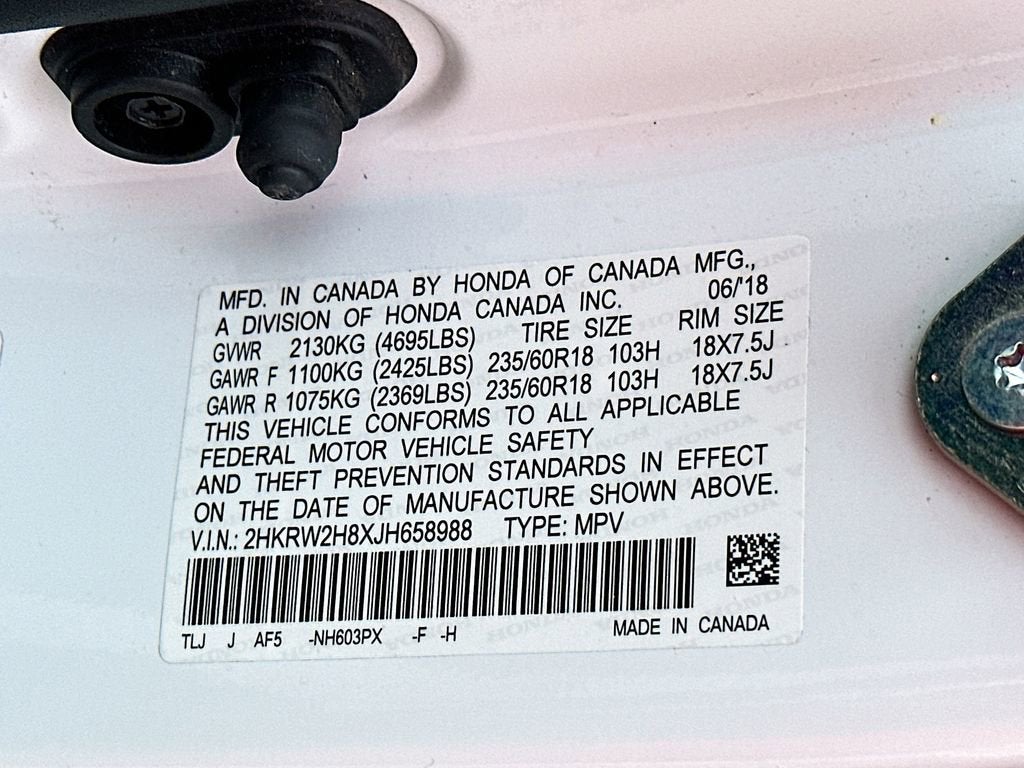 MFD. IN CANADA BY HONDA OF CANADA MFG.,
A DIVISION OF HONDA CANADA INC. 06/'18
GVWR 2130KG (4695LBS) TIRE SIZE RIM SIZE
GAWR F 1100KG (2425LBS) 235/60R18 103H 18X7.5J
GAWR R 1075KG (2369LBS) 235/60R18 103H 18X7.5J
THIS VEHICLE CONFORMS TO ALL APPLICABLE
FEDERAL MOTOR VEHICLE SAFETY
AND THEFT PREVENTION STANDARDS IN EFFECT
ON THE DATE OF MANUFACTURE SHOWN ABOVE.
V.I.N.: 2HKRW2H8XJH658988 TYPE: MPV
TLJ J AF5 -NH603PX -F -H MADE IN CANADA